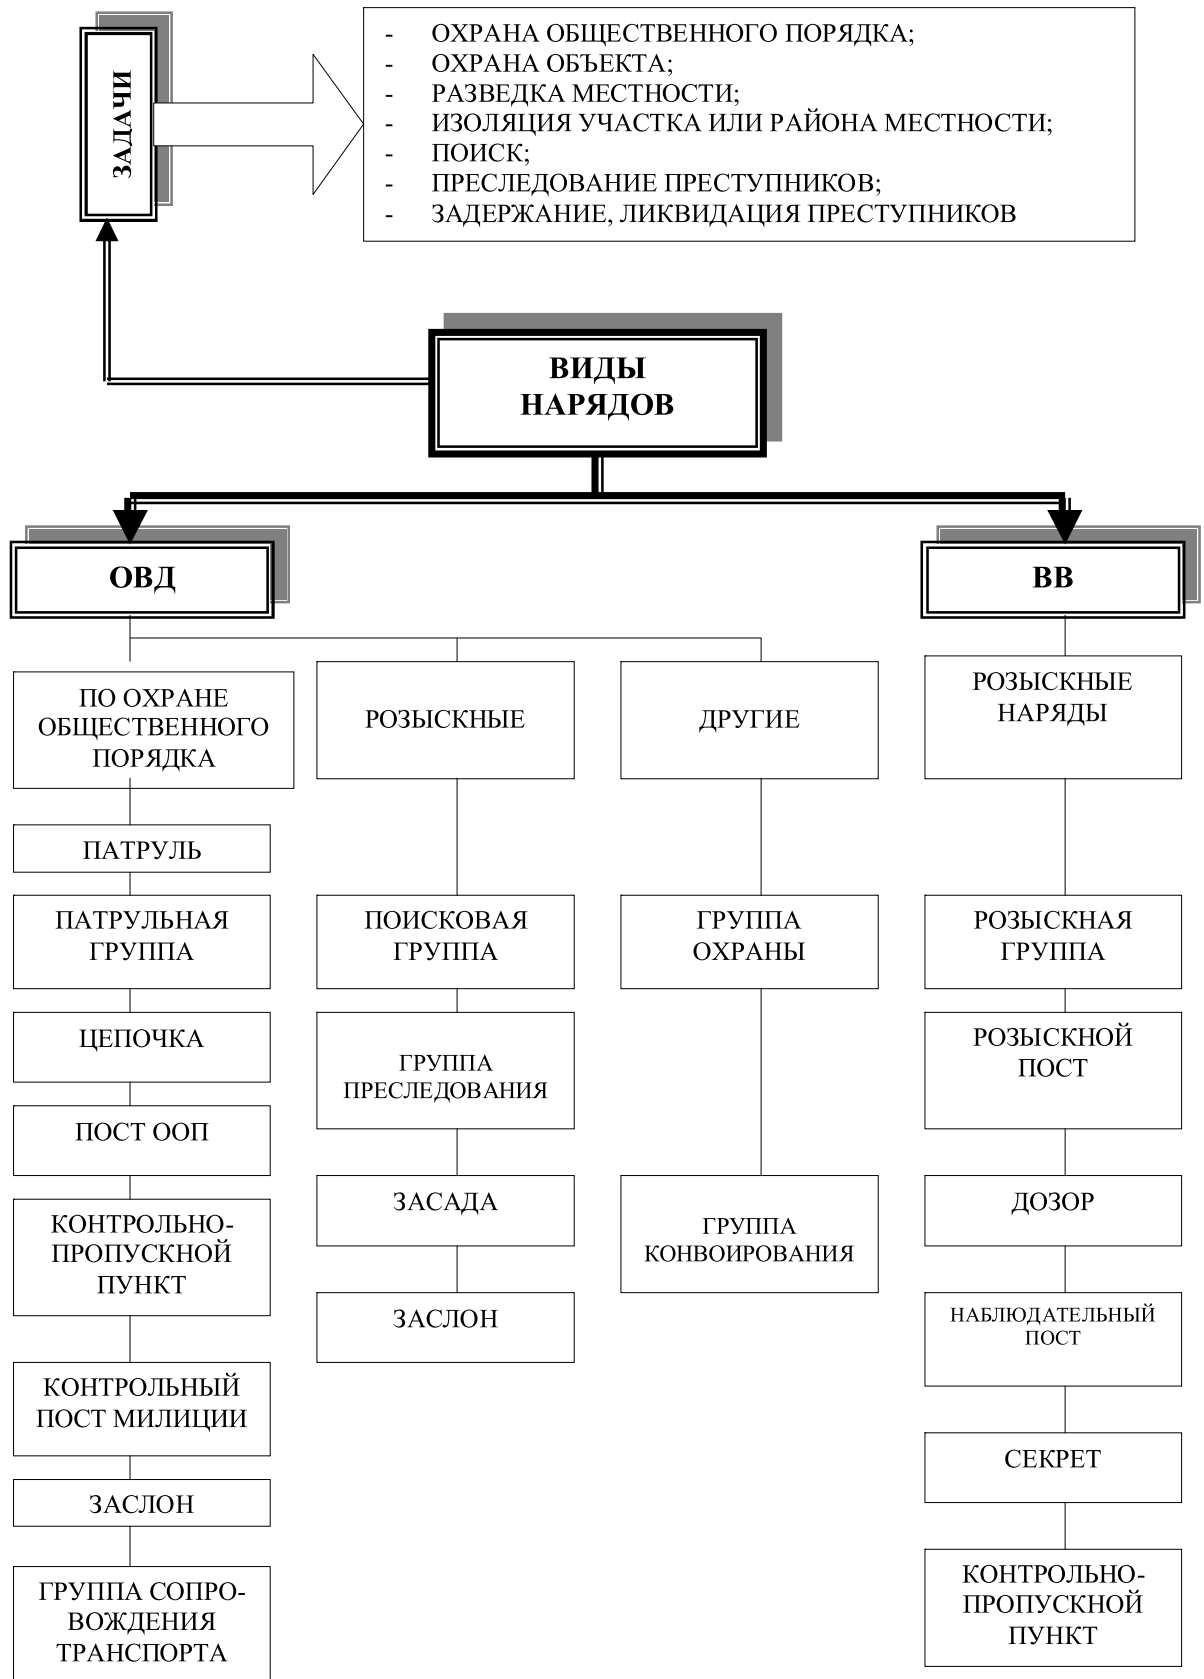 ЗАДАЧИ
- ОХРАНА ОБЩЕСТВЕННОГО ПОРЯДКА;
- ОХРАНА ОБЪЕКТА;
- РАЗВЕДКА МЕСТНОСТИ;
- ИЗОЛЯЦИЯ УЧАСТКА ИЛИ РАЙОНА МЕСТНОСТИ;
- ПОИСК;
- ПРЕСЛЕДОВАНИЕ ПРЕСТУПНИКОВ;
- ЗАДЕРЖАНИЕ, ЛИКВИДАЦИЯ ПРЕСТУПНИКОВ
ВИДЫ
НАРЯДОВ
ОВД
ПО ОХРАНЕ
ОБЩЕСТВЕННОГО
ПОРЯДКА
ПАТРУЛЬ
ПАТРУЛЬНАЯ
ГРУППА
ЦЕПОЧКА
ПОСТ ООП
КОНТРОЛЬНО-
ПРОПУСКНОЙ
ПУНКТ
КОНТРОЛЬНЫЙ
ПОСТ МИЛИЦИИ
ЗАСЛОН
ГРУППА СОПРО-
ВОЖДЕНИЯ
ТРАНСПОРТА
РОЗЫСКНЫЕ
ПОИСКОВАЯ
ГРУППА
ГРУППА
ПРЕСЛЕДОВАНИЯ
ЗАСАДА
ЗАСЛОН
ДРУГИЕ
ГРУППА
ОХРАНЫ
ГРУППА
КОНВОИРОВАНИЯ
ВВ
РОЗЫСКНЫЕ
НАРЯДЫ
РОЗЫСКНАЯ
ГРУППА
РОЗЫСКНОЙ
ПОСТ
ДОЗОР
НАБЛЮДАТЕЛЬНЫЙ
ПОСТ
СЕКРЕТ
КОНТРОЛЬНО-
ПРОПУСКНОЙ
ПУНКТ